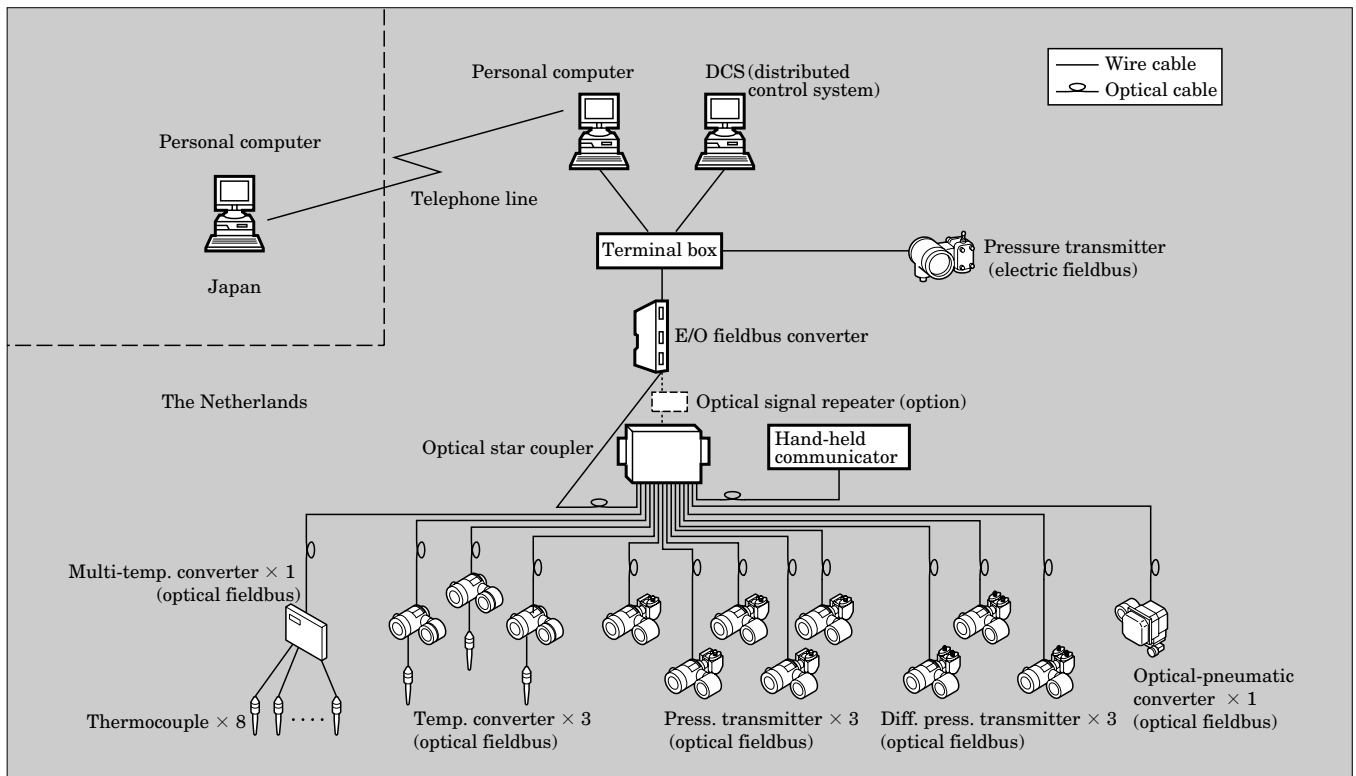 Personal computer
DCS (distributed
control system)
Wire cable
Optical cable
Personal computer
Telephone line
Japan
Terminal box
Pressure transmitter
(electric fieldbus)
E/O fieldbus converter
The Netherlands
Optical signal repeater (option)
Optical star coupler
Hand-held
communicator
Multi-temp. converter × 1
(optical fieldbus)
Thermocouple × 8
Temp. converter × 3
(optical fieldbus)
Press. transmitter × 3
(optical fieldbus)
Diff. press. transmitter × 3
(optical fieldbus)
Optical-pneumatic
converter × 1
(optical fieldbus)